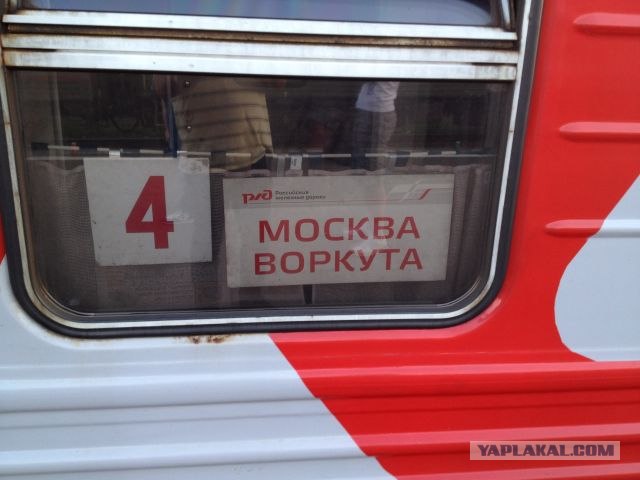 4
РЖД Российские
железные дороги
МОСКВА
ВОРКУТА
YAPLAKAL.COM